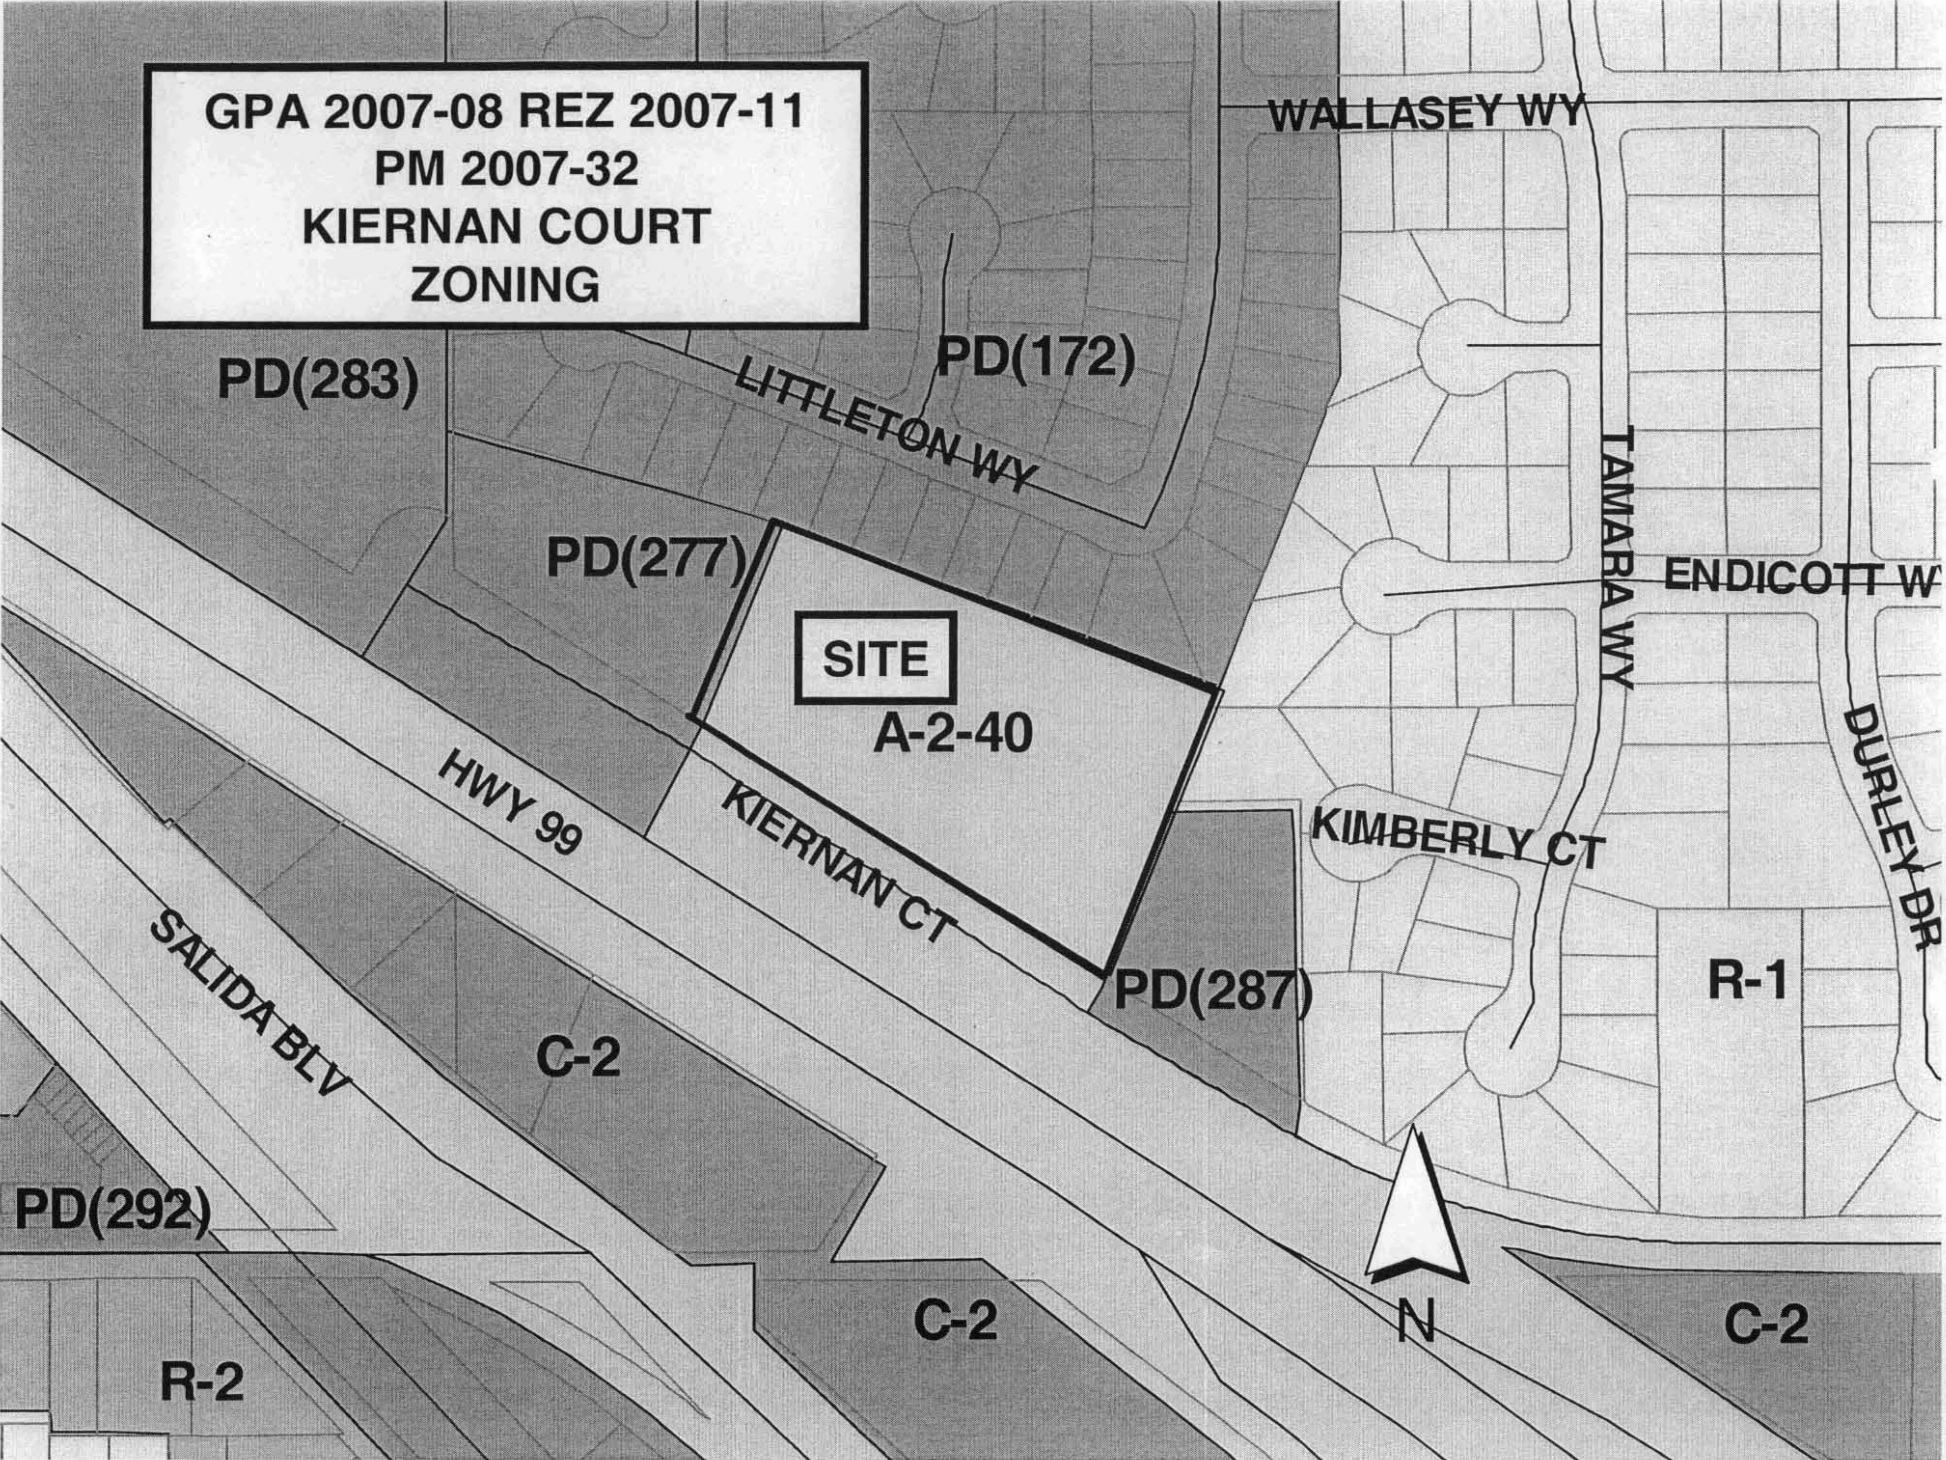 GPA 2007-08 REZ 2007-11
PM 2007-32
KIERNAN COURT
ZONING
WALLASEY WY
PD(283)
PD(172)
LITTLETON WY
TAMARA WY
PD(277)
ENDICOTT W
SITE
A-2-40
HWY 99
KIERNAN CT
KIMBERLY CT
DURLEY DR
SALIDA BLV
PD(287)
R-1
C-2
PD(292)
N
C-2
C-2
R-2